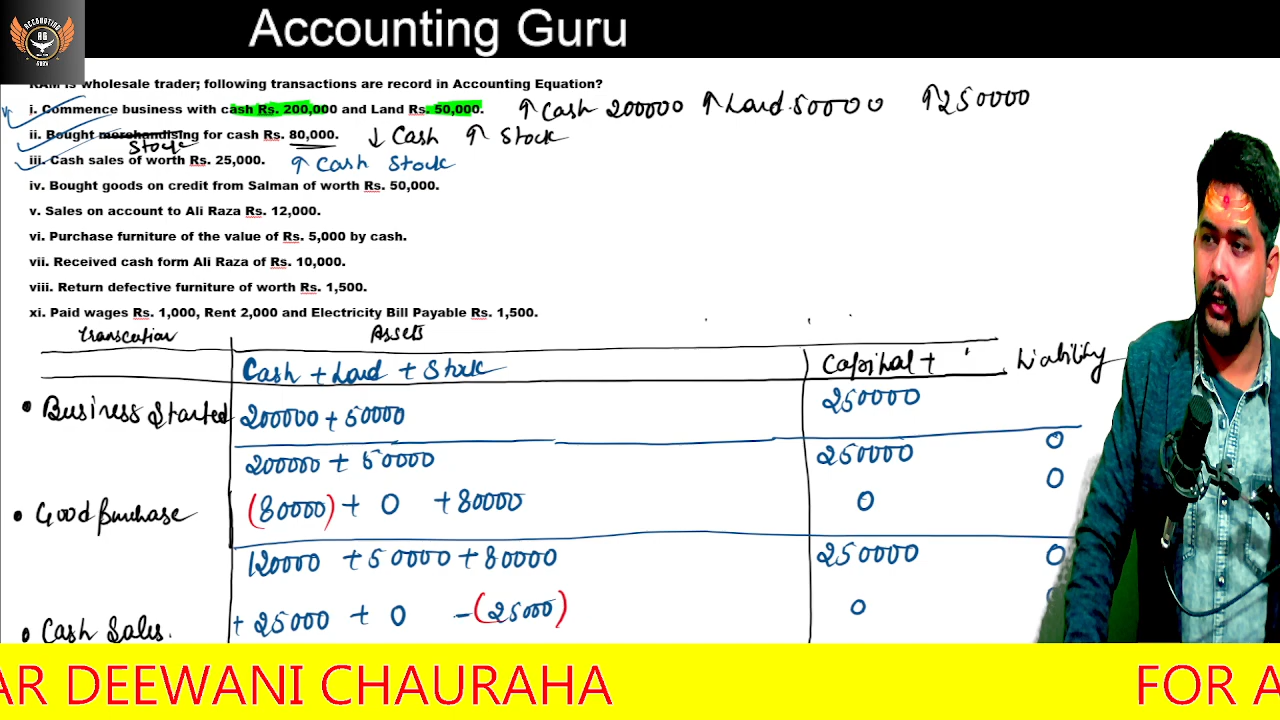 Accounting Guru
ACCOUNTING
AG
GURU
RAM is wholesale trader; following transactions are record in Accounting Equation?
i. Commence business with cash Rs. 200,000 and Land Rs. 50,000. ↑ Cash 200000 ↑ Land 50000 ↑ 250000
ii. Bought merchandising for cash Rs. 80,000. ↓ Cash ↑ Stock
Stock
iii. Cash sales of worth Rs. 25,000. ↑ Cash Stock
iv. Bought goods on credit from Salman of worth Rs. 50,000.
v. Sales on account to Ali Raza Rs. 12,000.
vi. Purchase furniture of the value of Rs. 5,000 by cash.
vii. Received cash form Ali Raza of Rs. 10,000.
viii. Return defective furniture of worth Rs. 1,500.
xi. Paid wages Rs. 1,000, Rent 2,000 and Electricity Bill Payable Rs. 1,500.
Transcation Assets
Cash + Land + Stock Capital + Liability
• Business Started 200000 + 50000 250000
0
200000 + 50000 250000
0
• Good Purchase (80000) + 0 + 80000 0
120000 + 50000 + 80000 250000 0
+ 25000 + 0 - (25000) 0
• Cash Sales.
AR DEEWANI CHAURAHA FOR A